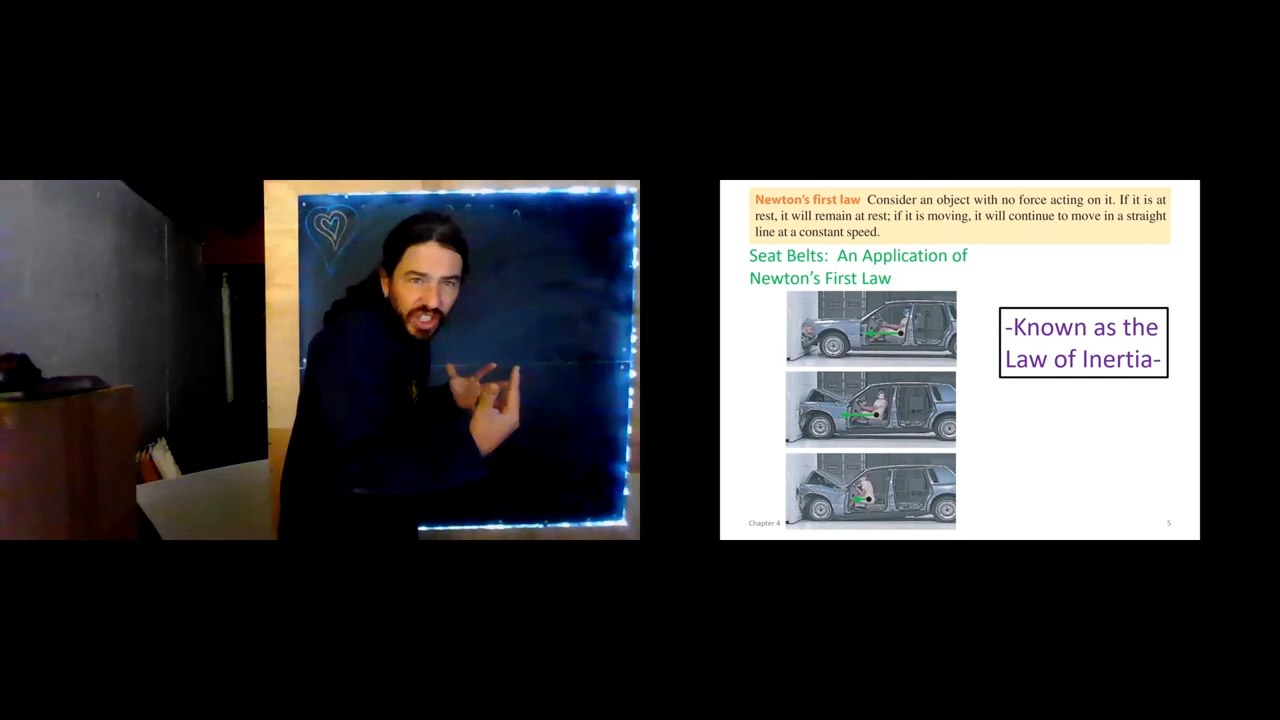 Newton's first law Consider an object with no force acting on it. If it is at
rest, it will remain at rest; if it is moving, it will continue to move in a straight
line at a constant speed.
Seat Belts: An Application of
Newton's First Law
-Known as the
Law of Inertia-
Chapter 4
5